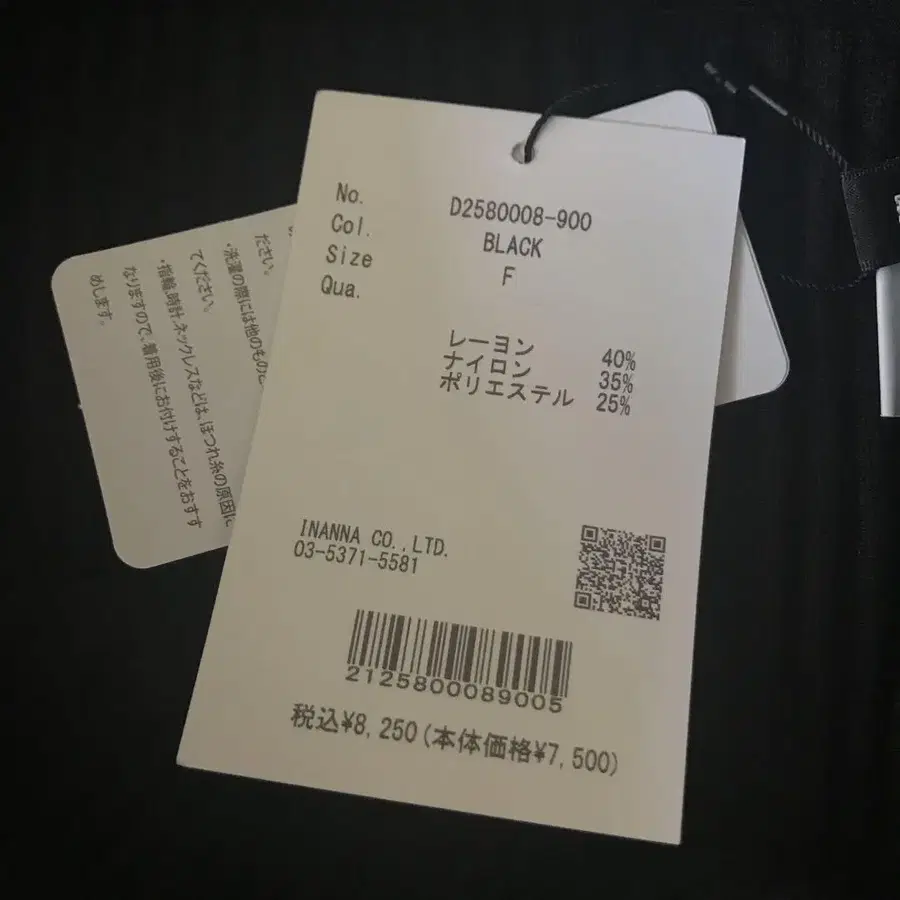 No. D2580008-900
Col. BLACK
Size F
Qua.
レーヨン 40%
ナイロン 35%
ポリエステル 25%
INANNA CO.,LTD.
03-5371-5581
2125800089005
税込¥8,250(本体価格¥7,500)
ださい。
・洗濯の際には他のものと
てください。
・指輪、時計、ネックレスなどは、ほつれ、糸の原因に
なりますので、着用後にお付けすることをおすす
めします。